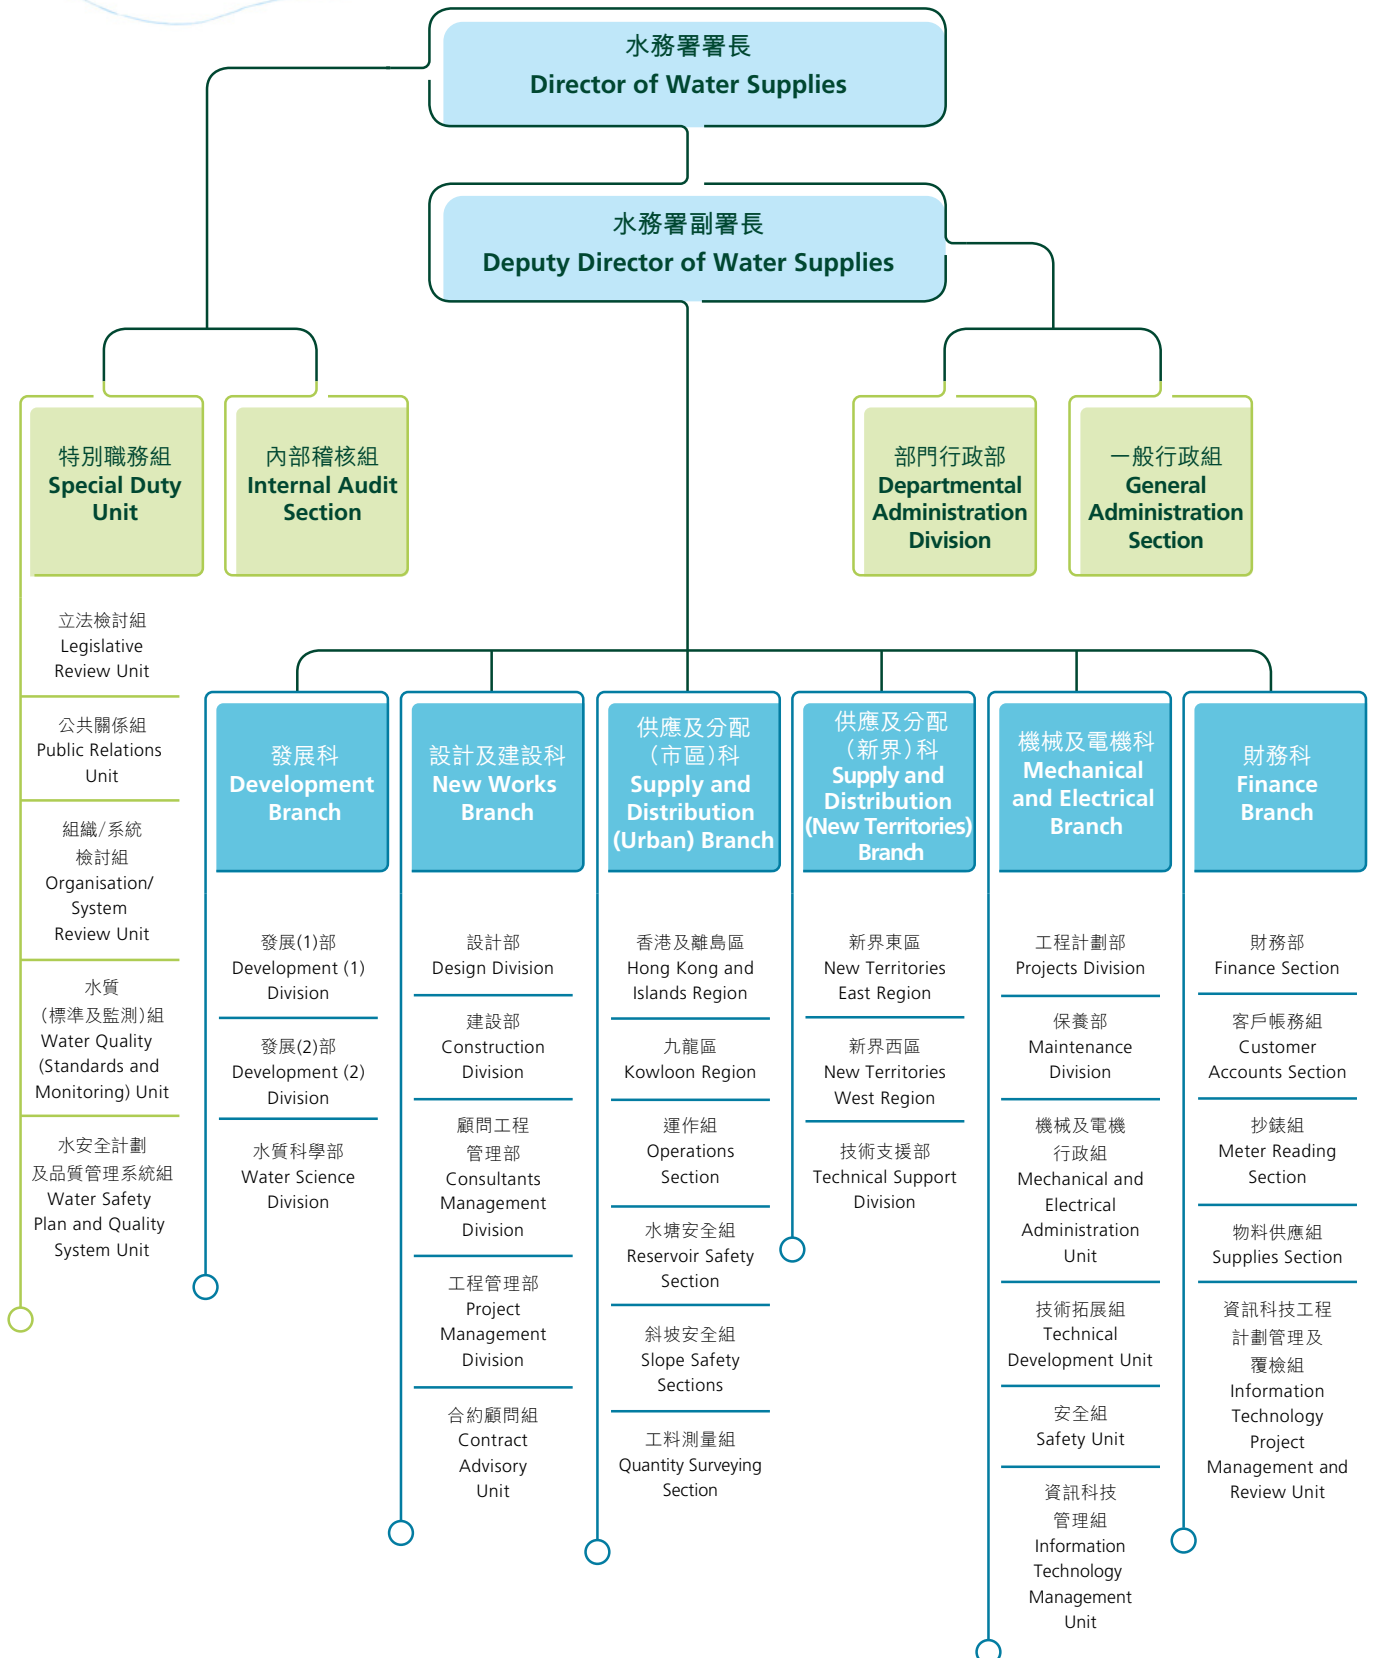 水務署署長
Director of Water Supplies
水務署副署長
Deputy Director of Water Supplies
特別職務組
Special Duty
Unit
內部稽核組
Internal Audit
Section
部門行政部
Departmental
Administration
Division
一般行政組
General
Administration
Section
立法檢討組
Legislative
Review Unit
公共關係組
Public Relations
Unit
組織/系統
檢討組
Organisation/
System
Review Unit
水質
(標準及監測)組
Water Quality
(Standards and
Monitoring) Unit
水安全計劃
及品質管理系統組
Water Safety
Plan and Quality
System Unit
發展科
Development
Branch
發展(1)部
Development (1)
Division
發展(2)部
Development (2)
Division
水質科學部
Water Science
Division
設計及建設科
New Works
Branch
設計部
Design Division
建設部
Construction
Division
顧問工程
管理部
Consultants
Management
Division
工程管理部
Project
Management
Division
合約顧問組
Contract
Advisory
Unit
供應及分配
(市區)科
Supply and
Distribution
(Urban) Branch
香港及離島區
Hong Kong and
Islands Region
九龍區
Kowloon Region
運作組
Operations
Section
水塘安全組
Reservoir Safety
Section
斜坡安全組
Slope Safety
Sections
工料測量組
Quantity Surveying
Section
供應及分配
(新界)科
Supply and
Distribution
(New Territories)
Branch
新界東區
New Territories
East Region
新界西區
New Territories
West Region
技術支援部
Technical Support
Division
機械及電機科
Mechanical
and Electrical
Branch
工程計劃部
Projects Division
保養部
Maintenance
Division
機械及電機
行政組
Mechanical and
Electrical
Administration
Unit
技術拓展組
Technical
Development Unit
安全組
Safety Unit
資訊科技
管理組
Information
Technology
Management
Unit
財務科
Finance
Branch
財務部
Finance Section
客戶帳務組
Customer
Accounts Section
抄錶組
Meter Reading
Section
物料供應組
Supplies Section
資訊科技工程
計劃管理及
覆檢組
Information
Technology
Project
Management and
Review Unit